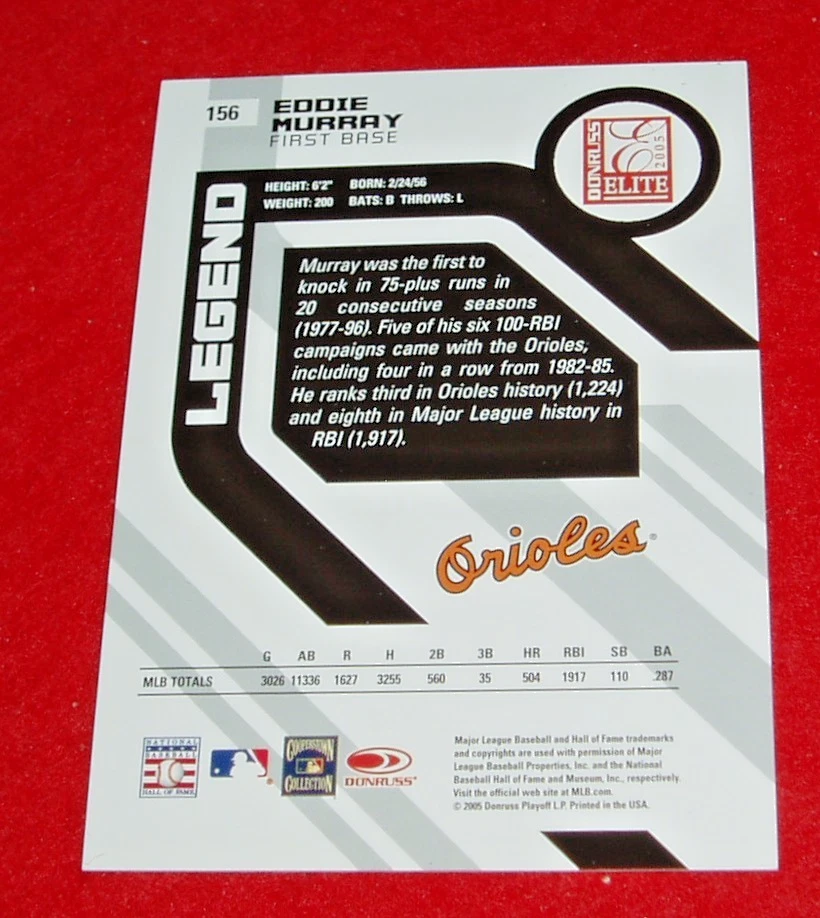 156
EDDIE
MURRAY
FIRST BASE
DONRUSS
E
2005
ELITE
HEIGHT: 6'2" BORN: 2/24/56
WEIGHT: 200 BATS: B THROWS: L
LEGEND
Murray was the first to
knock in 75-plus runs in
20 consecutive seasons
(1977-96). Five of his six 100-RBI
campaigns came with the Orioles,
including four in a row from 1982-85.
He ranks third in Orioles history (1,224)
and eighth in Major League history in
RBI (1,917).
Orioles®
G AB R H 2B 3B HR RBI SB BA
MLB TOTALS 3026 11336 1627 3255 560 35 504 1917 110 .287
NATIONAL
BASEBALL
HALL OF FAME
COOPERSTOWN
COLLECTION
DONRUSS®
Major League Baseball and Hall of Fame trademarks
and copyrights are used with permission of Major
League Baseball Properties, Inc. and the National
Baseball Hall of Fame and Museum, Inc., respectively.
Visit the official web site at MLB.com.
© 2005 Donruss Playoff L.P. Printed in the USA.